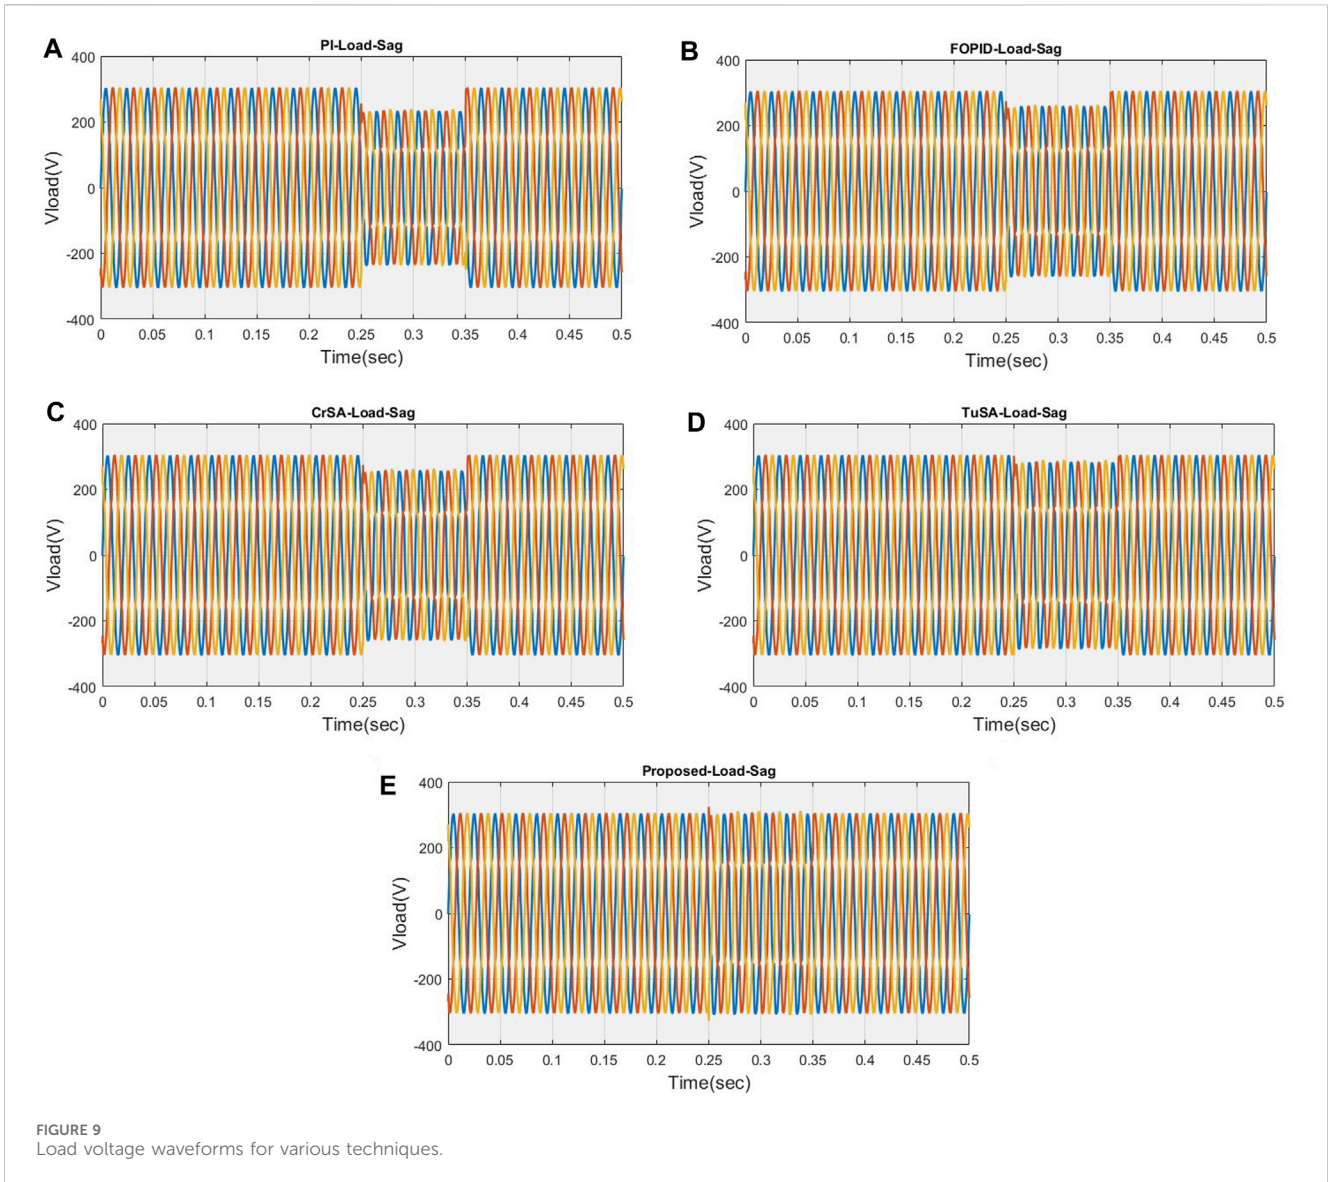 A
PI-Load-Sag
400
200
0
-200
-400
Vload(V)
0 0.05 0.1 0.15 0.2 0.25 0.3 0.35 0.4 0.45 0.5
Time(sec)
B
FOPID-Load-Sag
400
200
0
-200
-400
Vload(V)
0 0.05 0.1 0.15 0.2 0.25 0.3 0.35 0.4 0.45 0.5
Time(sec)
C
CrSA-Load-Sag
400
200
0
-200
-400
Vload(V)
0 0.05 0.1 0.15 0.2 0.25 0.3 0.35 0.4 0.45 0.5
Time(sec)
D
TuSA-Load-Sag
400
200
0
-200
-400
Vload(V)
0 0.05 0.1 0.15 0.2 0.25 0.3 0.35 0.4 0.45 0.5
Time(sec)
E
Proposed-Load-Sag
400
200
0
-200
-400
Vload(V)
0 0.05 0.1 0.15 0.2 0.25 0.3 0.35 0.4 0.45 0.5
Time(sec)
FIGURE 9
Load voltage waveforms for various techniques.